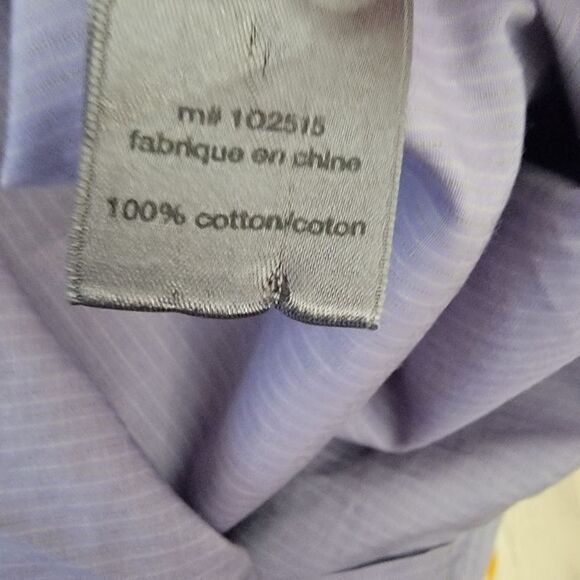 m# 102515
fabrique en chine
100% cotton/coton